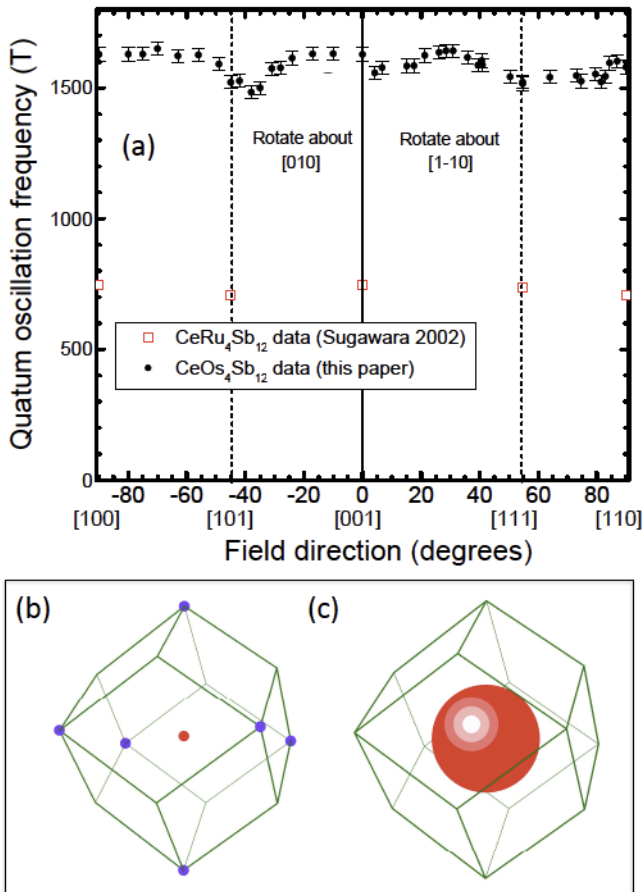 Quatum oscillation frequency (T)
1500
1000
500
0
(a)
Rotate about
[010]
Rotate about
[1-10]
CeRu4Sb12 data (Sugawara 2002)
CeOs4Sb12 data (this paper)
-80 -60 -40 -20 0 20 40 60 80
[100] [101] [001] [111] [110]
Field direction (degrees)
(b) (c)